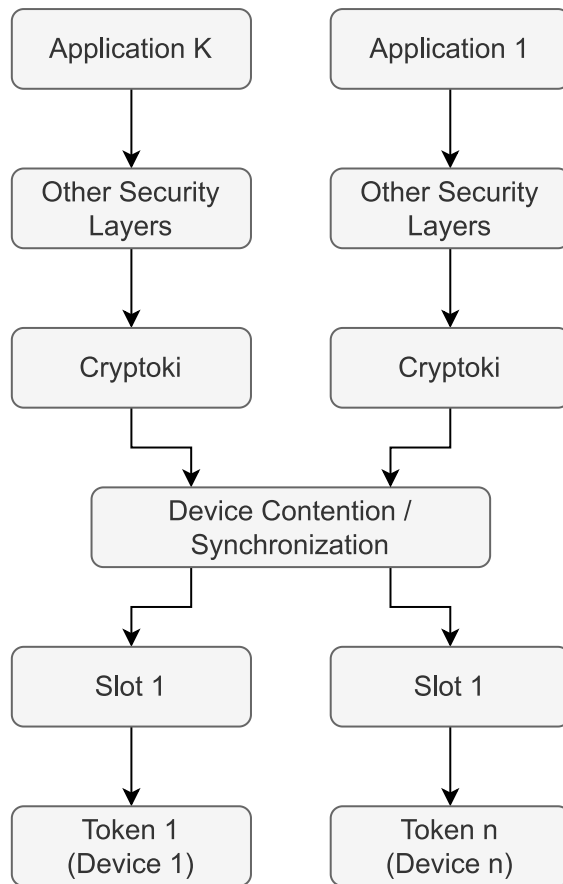 Application K
Application 1
Other Security
Layers
Other Security
Layers
Cryptoki
Cryptoki
Device Contention /
Synchronization
Slot 1
Slot 1
Token 1
(Device 1)
Token n
(Device n)